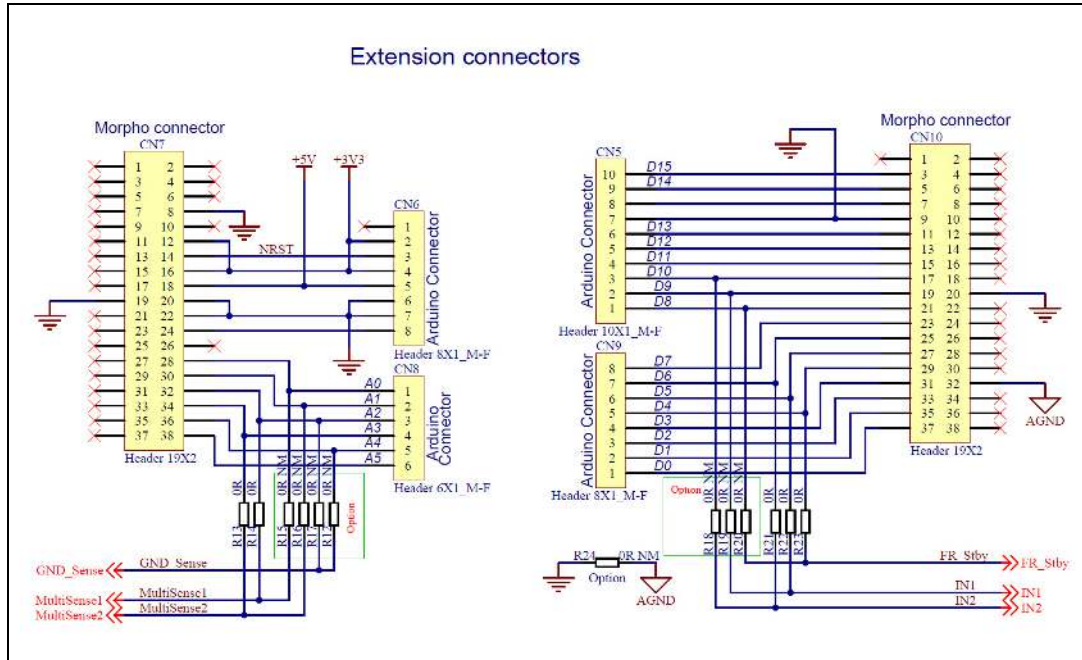 Extension connectors
Morpho connector
CN7
1 2
3 4
5 6
7 8
9 10
11 12
13 14
15 16
17 18
19 20
21 22
23 24
25 26
27 28
29 30
31 32
33 34
35 36
37 38
Header 19X2
+5V
+3V3
NRST
CN6
1
2
3
4
5
6
7
8
Arduino Connector
Header 8X1_M-F
CN8
A0 1
A1 2
A2 3
A3 4
A4 5
A5 6
Arduino
Connector
Header 6X1_M-F
0R
0R
0R NM
0R NM
0R NM
0R NM
R13
R14
R15
R16
Option
GND_Sense
GND_Sense
MultiSense1
MultiSense1
MultiSense2
MultiSense2
CN5
10 D15
9 D14
8
7
6 D13
5 D12
4 D11
3 D10
2 D9
1 D8
Arduino Connector
Header 10X1_M-F
CN9
8 D7
7 D6
6 D5
5 D4
4 D3
3 D2
2 D1
1 D0
Arduino Connector
Header 8X1_M-F
Morpho connector
CN10
1 2
3 4
5 6
7 8
9 10
11 12
13 14
15 16
17 18
19 20
21 22
23 24
25 26
27 28
29 30
31 32
33 34
35 36
37 38
Header 19X2
AGND
Option
0R NM
0R NM
0R NM
0R
0R
0R
R18
R19
R20
R21
R22
R23
R24
0R NM
Option
AGND
FR_Stby
FR_Stby
IN1
IN1
IN2
IN2